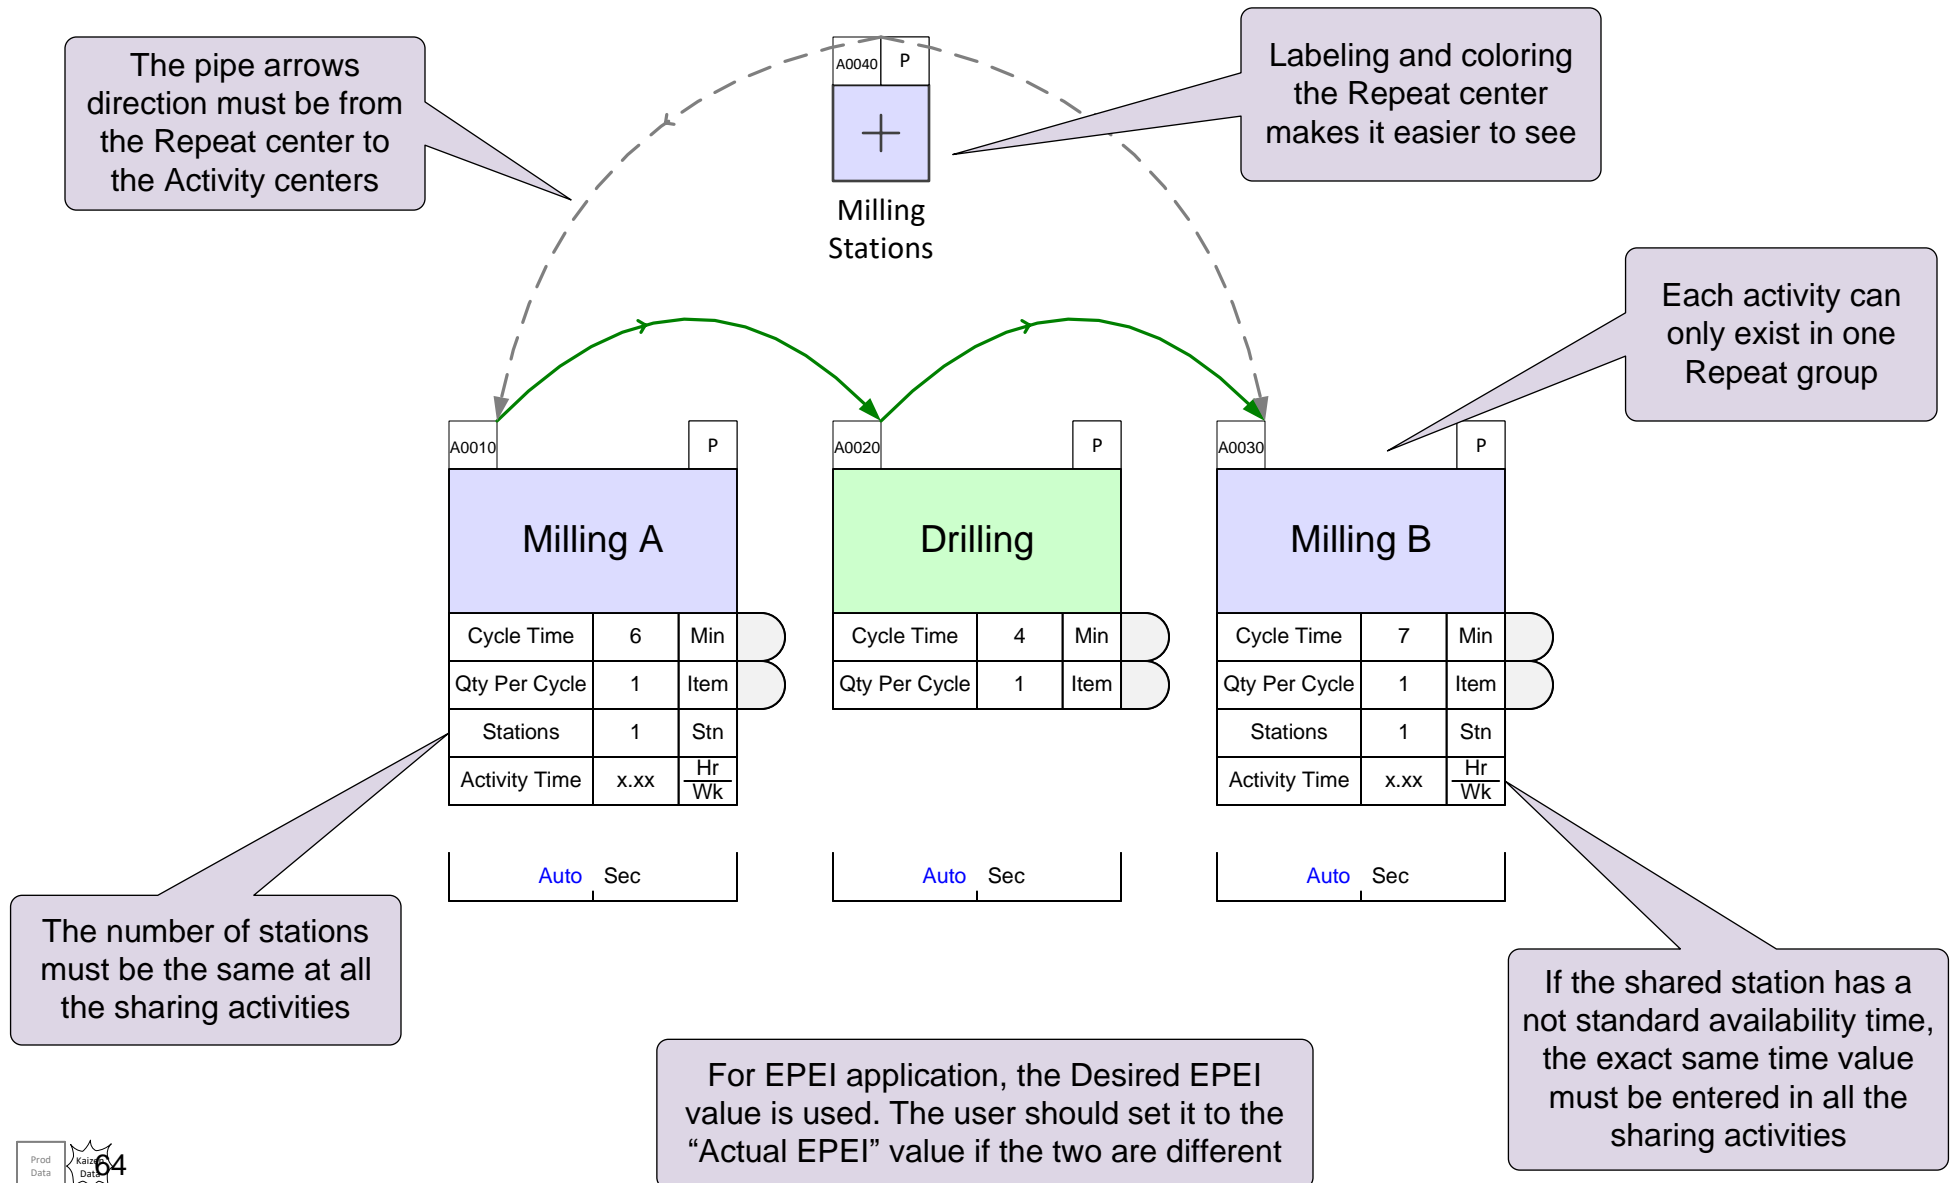 The pipe arrows
direction must be from
the Repeat center to
the Activity centers
A0040 P
Milling
Stations
Labeling and coloring
the Repeat center
makes it easier to see
Each activity can
only exist in one
Repeat group
A0010 P
Milling A
Cycle Time 6 Min
Qty Per Cycle 1 Item
Stations 1 Stn
Activity Time x.xx Hr
Wk
Auto Sec
A0020 P
Drilling
Cycle Time 4 Min
Qty Per Cycle 1 Item
Auto Sec
A0030 P
Milling B
Cycle Time 7 Min
Qty Per Cycle 1 Item
Stations 1 Stn
Activity Time x.xx Hr
Wk
Auto Sec
The number of stations
must be the same at all
the sharing activities
For EPEI application, the Desired EPEI
value is used. The user should set it to the
“Actual EPEI” value if the two are different
If the shared station has a
not standard availability time,
the exact same time value
must be entered in all the
sharing activities
Prod
Data
Kaizen
Data
64